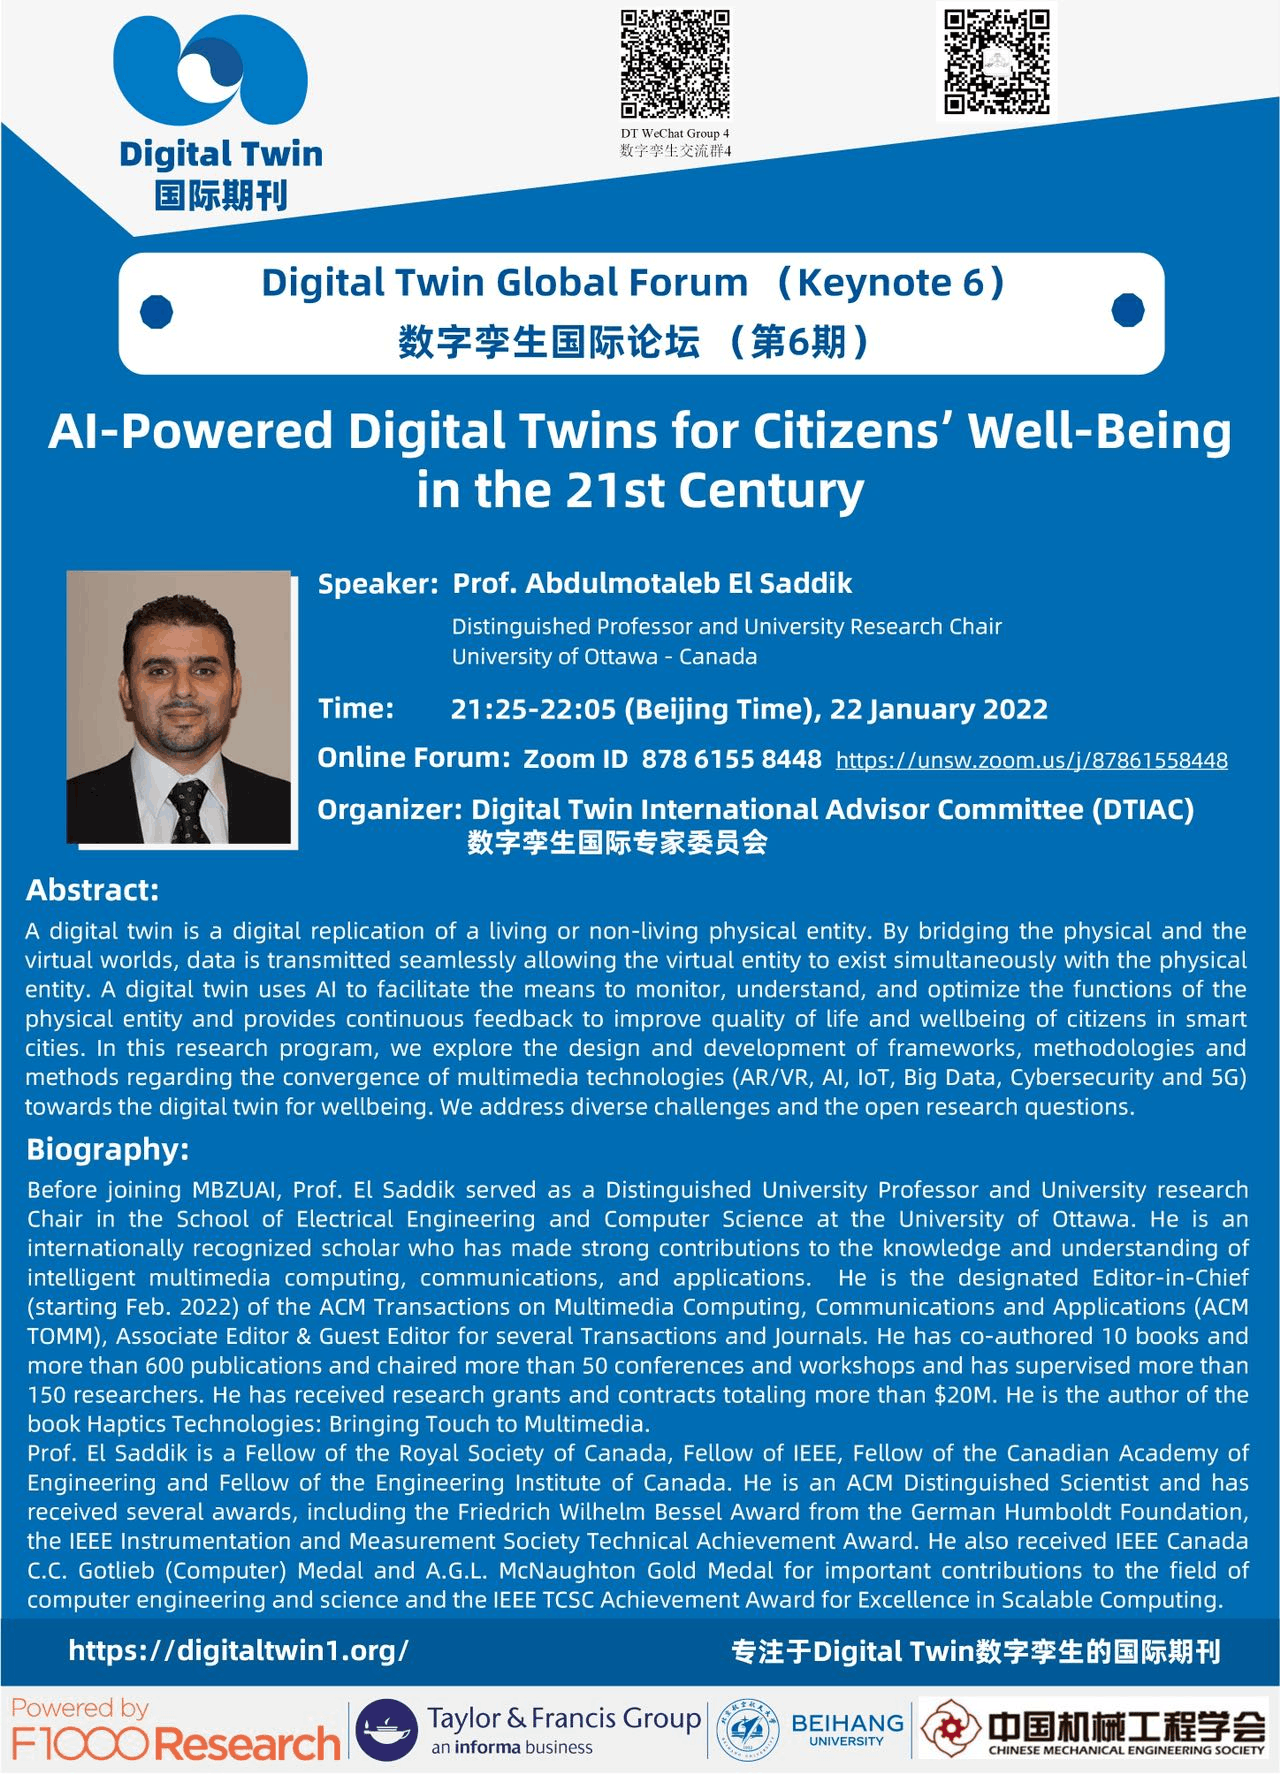 DT WeChat Group 4
数字孪生交流群4
Digital Twin
国际期刊
Digital Twin Global Forum （Keynote 6）
数字孪生国际论坛 （第6期）
AI-Powered Digital Twins for Citizens’ Well-Being
in the 21st Century
Speaker: Prof. Abdulmotaleb El Saddik
Distinguished Professor and University Research Chair
University of Ottawa - Canada
Time: 21:25-22:05 (Beijing Time), 22 January 2022
Online Forum: Zoom ID 878 6155 8448 https://unsw.zoom.us/j/87861558448
Organizer: Digital Twin International Advisor Committee (DTIAC)
数字孪生国际专家委员会
Abstract:
A digital twin is a digital replication of a living or non-living physical entity. By bridging the physical and the
virtual worlds, data is transmitted seamlessly allowing the virtual entity to exist simultaneously with the physical
entity. A digital twin uses AI to facilitate the means to monitor, understand, and optimize the functions of the
physical entity and provides continuous feedback to improve quality of life and wellbeing of citizens in smart
cities. In this research program, we explore the design and development of frameworks, methodologies and
methods regarding the convergence of multimedia technologies (AR/VR, AI, IoT, Big Data, Cybersecurity and 5G)
towards the digital twin for wellbeing. We address diverse challenges and the open research questions.
Biography:
Before joining MBZUAI, Prof. El Saddik served as a Distinguished University Professor and University research
Chair in the School of Electrical Engineering and Computer Science at the University of Ottawa. He is an
internationally recognized scholar who has made strong contributions to the knowledge and understanding of
intelligent multimedia computing, communications, and applications. He is the designated Editor-in-Chief
(starting Feb. 2022) of the ACM Transactions on Multimedia Computing, Communications and Applications (ACM
TOMM), Associate Editor & Guest Editor for several Transactions and Journals. He has co-authored 10 books and
more than 600 publications and chaired more than 50 conferences and workshops and has supervised more than
150 researchers. He has received research grants and contracts totaling more than $20M. He is the author of the
book Haptics Technologies: Bringing Touch to Multimedia.
Prof. El Saddik is a Fellow of the Royal Society of Canada, Fellow of IEEE, Fellow of the Canadian Academy of
Engineering and Fellow of the Engineering Institute of Canada. He is an ACM Distinguished Scientist and has
received several awards, including the Friedrich Wilhelm Bessel Award from the German Humboldt Foundation,
the IEEE Instrumentation and Measurement Society Technical Achievement Award. He also received IEEE Canada
C.C. Gotlieb (Computer) Medal and A.G.L. McNaughton Gold Medal for important contributions to the field of
computer engineering and science and the IEEE TCSC Achievement Award for Excellence in Scalable Computing.
https://digitaltwin1.org/ 专注于Digital Twin数字孪生的国际期刊
Powered by
F1000Research
Taylor & Francis Group
an informa business
BEIHANG
UNIVERSITY
中国机械工程学会
CHINESE MECHANICAL ENGINEERING SOCIETY